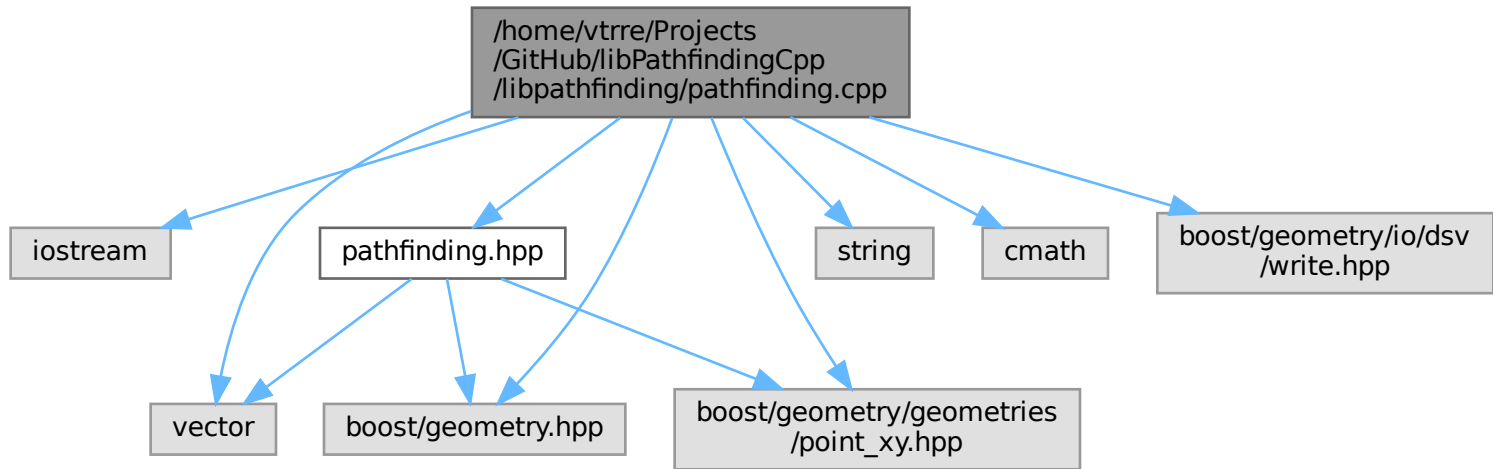 /home/vtrre/Projects
/GitHub/libPathfindingCpp
/libpathfinding/pathfinding.cpp
iostream
pathfinding.hpp
string
cmath
boost/geometry/io/dsv
/write.hpp
vector
boost/geometry.hpp
boost/geometry/geometries
/point_xy.hpp